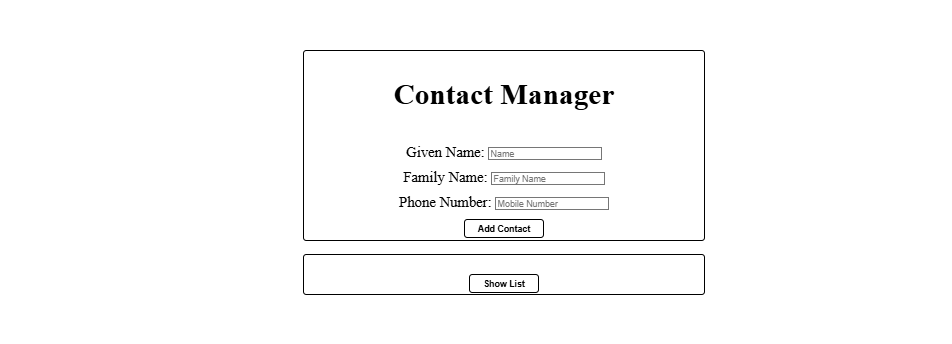 Contact Manager
Given Name: Name
Family Name: Family Name
Phone Number: Mobile Number
Add Contact
Show List